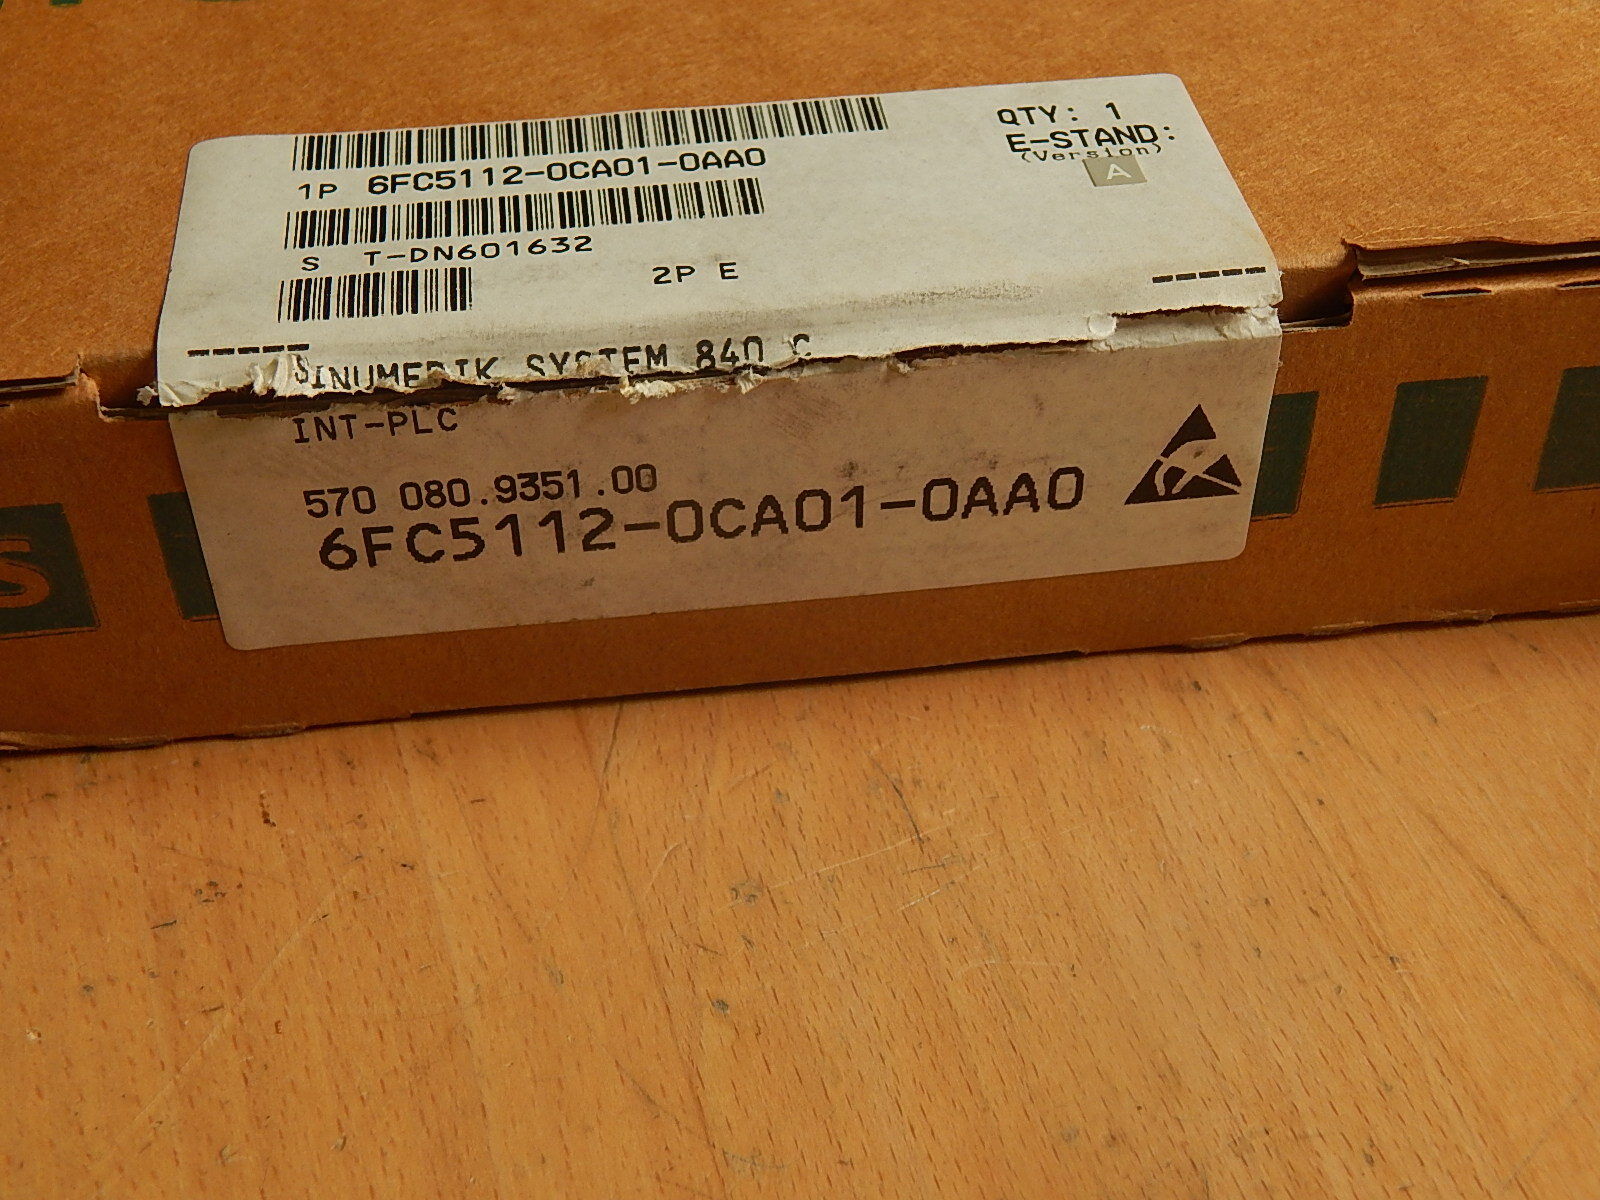 QTY: 1
E-STAND:
(Version)
A
1P 6FC5112-0CA01-0AA0
S T-DN601632
2P E
SINUMERIK SYSTEM 840 C
INT-PLC
570 080.9351.00
6FC5112-0CA01-0AA0
S